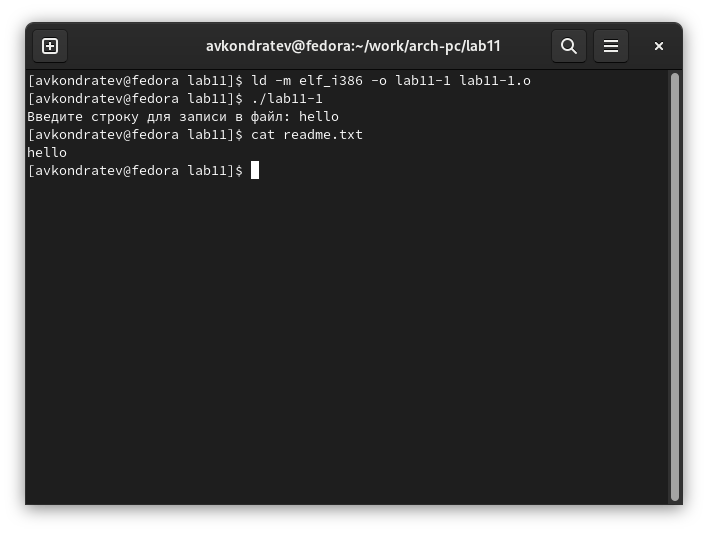 avkondratev@fedora:~/work/arch-pc/lab11
[avkondratev@fedora lab11]$ ld -m elf_i386 -o lab11-1 lab11-1.o
[avkondratev@fedora lab11]$ ./lab11-1
Введите строку для записи в файл: hello
[avkondratev@fedora lab11]$ cat readme.txt
hello
[avkondratev@fedora lab11]$